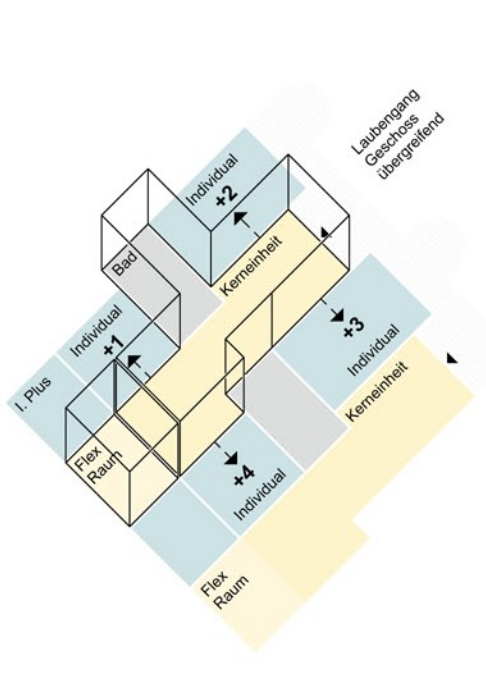 Laubengang
Geschoss
übergreifend
Individual
+2
Kerneinheit
Bad
Individual
+1
I. Plus
Flex
Raum
+3
Individual
Kerneinheit
+4
Individual
Flex
Raum